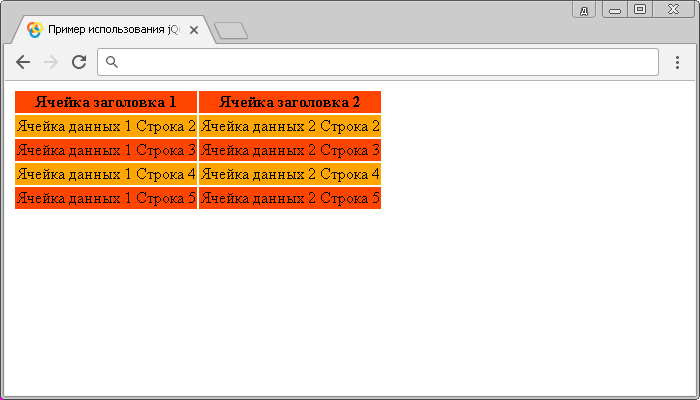 д
Пример использования jQ
Ячейка заголовка 1 Ячейка заголовка 2
Ячейка данных 1 Строка 2 Ячейка данных 2 Строка 2
Ячейка данных 1 Строка 3 Ячейка данных 2 Строка 3
Ячейка данных 1 Строка 4 Ячейка данных 2 Строка 4
Ячейка данных 1 Строка 5 Ячейка данных 2 Строка 5